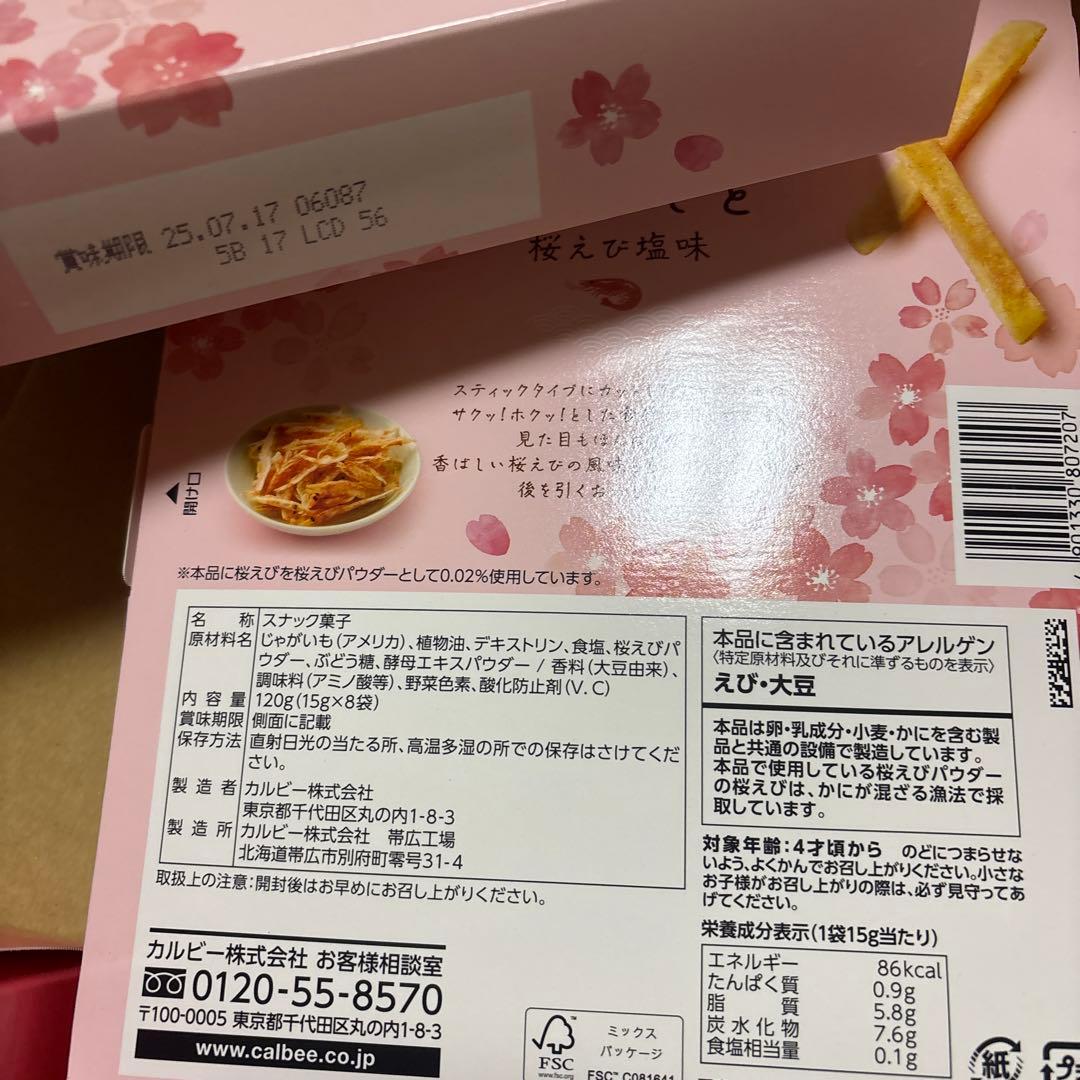 賞味期限 25.07.17 06087
5B 17 LCD 56
と
桜えび塩味
スティックタイプにカッ
サクッ!ホクッ!とした
見た目も
香ばしい桜えびの風味
後を引くお
開け口
※本品に桜えびを桜えびパウダーとして0.02%使用しています。
名称 スナック菓子
原材料名 じゃがいも(アメリカ)、植物油、デキストリン、食塩、桜えびパ
ウダー、ぶどう糖、酵母エキスパウダー / 香料(大豆由来)、
調味料(アミノ酸等)、野菜色素、酸化防止剤(V.C)
内容量 120g(15g×8袋)
賞味期限 側面に記載
保存方法 直射日光の当たる所、高温多湿の所での保存はさけてくだ
さい。
製造者 カルビー株式会社
東京都千代田区丸の内1-8-3
製造所 カルビー株式会社 帯広工場
北海道帯広市別府町零号31-4
取扱上の注意:開封後はお早めにお召し上がりください。
カルビー株式会社 お客様相談室
0120-55-8570
〒100-0005 東京都千代田区丸の内1-8-3
www.calbee.co.jp
901330 807207
本品に含まれているアレルゲン
〈特定原材料及びそれに準ずるものを表示〉
えび・大豆
本品は卵・乳成分・小麦・かにを含む製
品と共通の設備で製造しています。
本品で使用している桜えびパウダー
の桜えびは、かにが混ざる漁法で採
取しています。
対象年齢:4才頃から のどにつまらせな
いよう、よくかんでお召し上がりください。小さな
お子様がお召し上がりの際は、必ず見守ってあ
げてください。
栄養成分表示(1袋15g当たり)
エネルギー 86kcal
たんぱく質 0.9g
脂質 5.8g
炭水化物 7.6g
食塩相当量 0.1g
FSC
www.fsc.org
ミックス
パッケージ
FSC™ C081641
紙
プラ